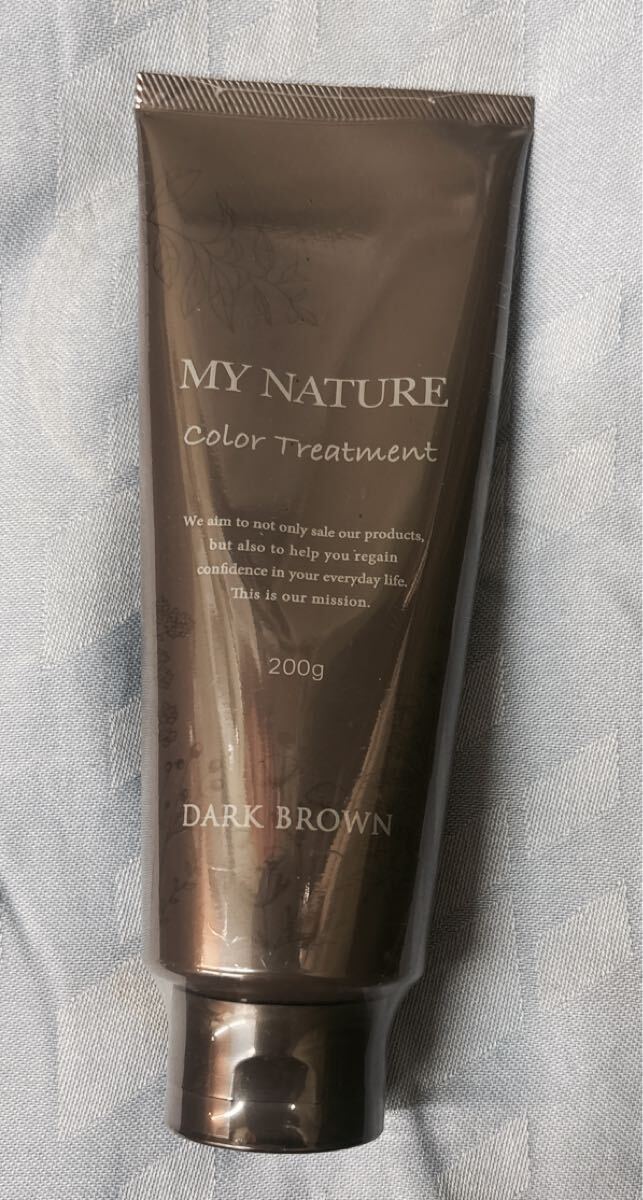 MY NATURE
Color Treatment
We aim to not only sale our products,
but also to help you regain
confidence in your everyday life.
This is our mission.
200g
DARK BROWN